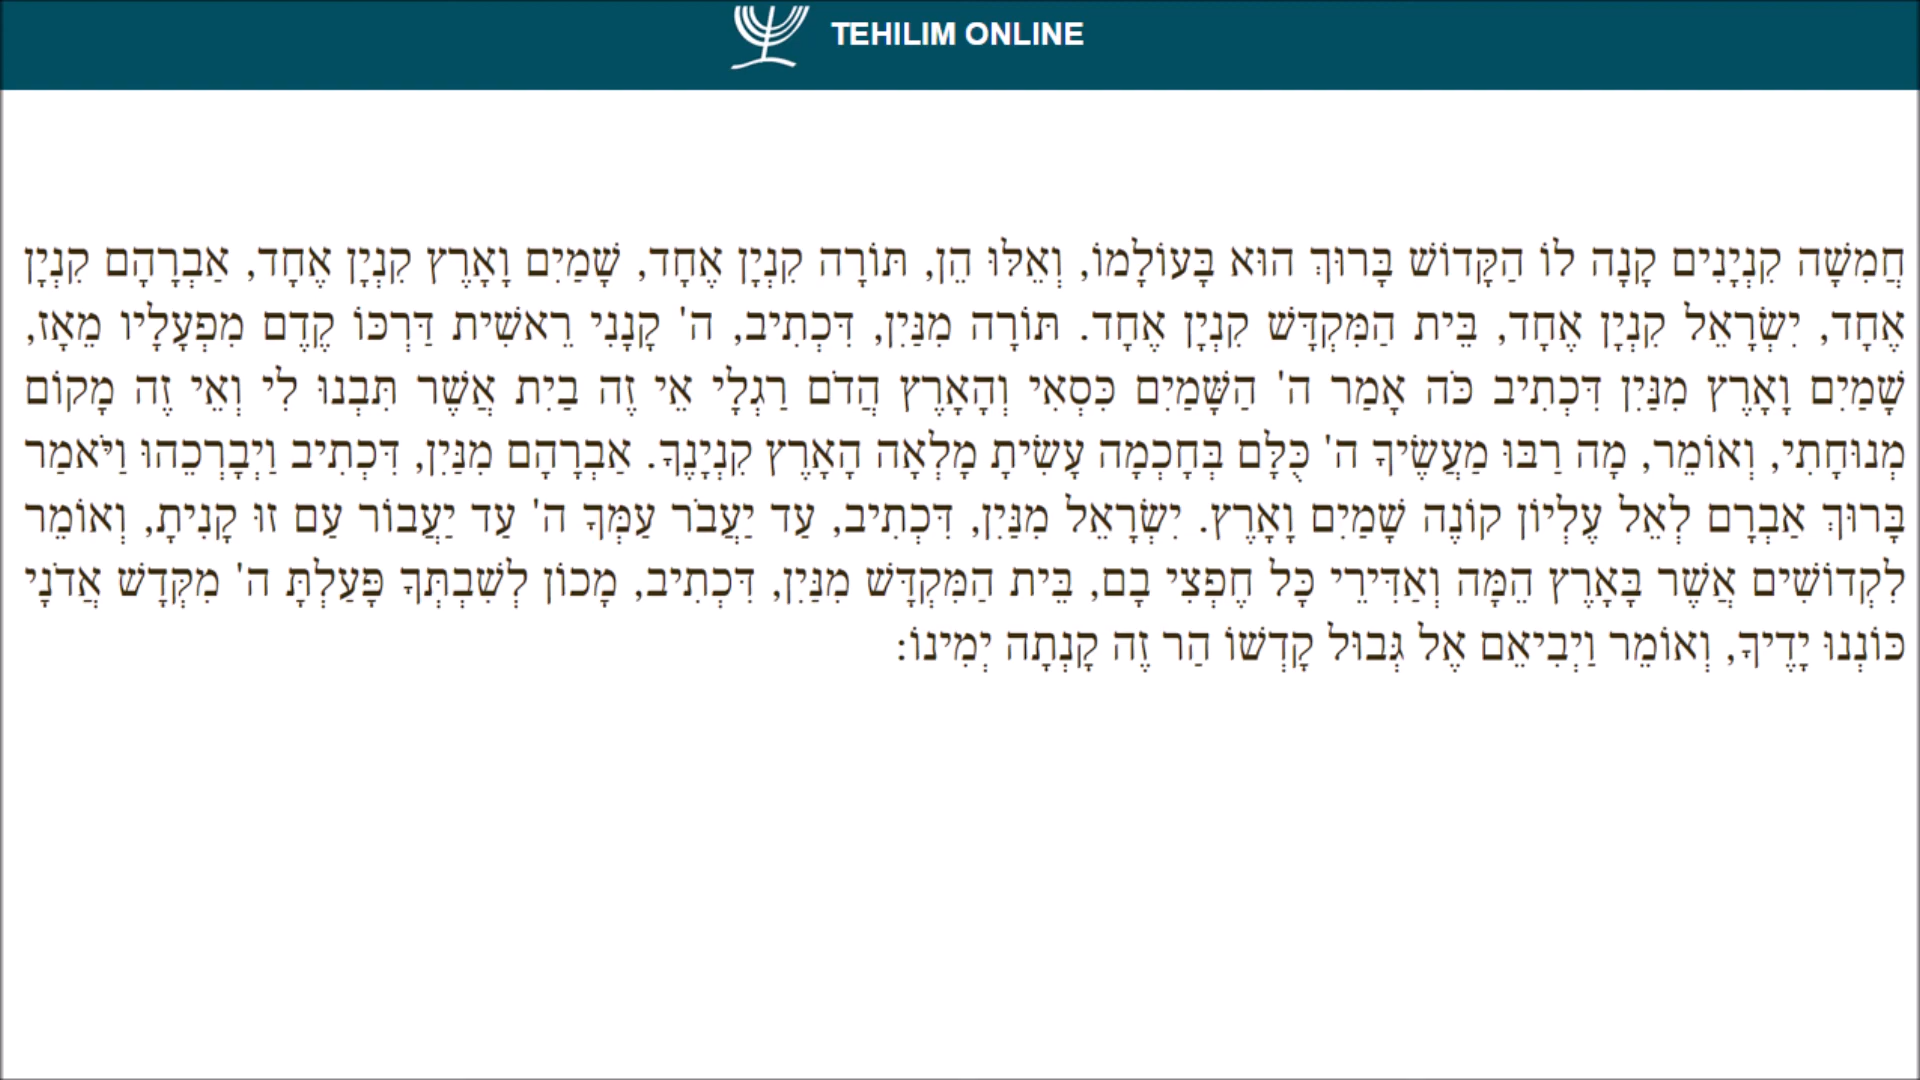 TEHILIM ONLINE
חֲמִשָּׁה קִנְיָנִים קָנָה לוֹ הַקָּדוֹשׁ בָּרוּךְ הוּא בָּעוֹלָמוֹ, וְאֵלּוּ הֵן, תּוֹרָה קִנְיָן אֶחָד, שָׁמַיִם וָאָרֶץ קִנְיָן אֶחָד, אַבְרָהָם קִנְיָן
אֶחָד, יִשְׂרָאֵל קִנְיָן אֶחָד, בֵּית הַמִּקְדָּשׁ קִנְיָן אֶחָד. תּוֹרָה מִנַּיִן, דִּכְתִיב, ה' קָנָנִי רֵאשִׁית דַּרְכּוֹ קֶדֶם מִפְעָלָיו מֵאָז,
שָׁמַיִם וָאָרֶץ מִנַּיִן דִּכְתִיב כֹּה אָמַר ה' הַשָּׁמַיִם כִּסְאִי וְהָאָרֶץ הֲדֹם רַגְלָי אֵי זֶה בַיִת אֲשֶׁר תִּבְנוּ לִי וְאֵי זֶה מָקוֹם
מְנוּחָתִי, וְאוֹמֵר, מָה רַבּוּ מַעֲשֶׂיךָ ה' כֻּלָּם בְּחָכְמָה עָשִׂיתָ מָלְאָה הָאָרֶץ קִנְיָנֶךָ. אַבְרָהָם מִנַּיִן, דִּכְתִיב וַיְבָרְכֵהוּ וַיֹּאמַר
בָּרוּךְ אַבְרָם לְאֵל עֶלְיוֹן קוֹנֶה שָׁמַיִם וָאָרֶץ. יִשְׂרָאֵל מִנַּיִן, דִּכְתִיב, עַד יַעֲבֹר עַמְּךָ ה' עַד יַעֲבוֹר עַם זוּ קָנִיתָ, וְאוֹמֵר
לִקְדוֹשִׁים אֲשֶׁר בָּאָרֶץ הֵמָּה וְאַדִּירֵי כָּל חֶפְצִי בָם, בֵּית הַמִּקְדָּשׁ מִנַּיִן, דִּכְתִיב, מָכוֹן לְשִׁבְתְּךָ פָּעַלְתָּ ה' מִקְּדָשׁ אֲדֹנָי
כּוֹנְנוּ יָדֶיךָ, וְאוֹמֵר וַיְבִיאֵם אֶל גְּבוּל קָדְשׁוֹ הַר זֶה קָנְתָה יְמִינוֹ: